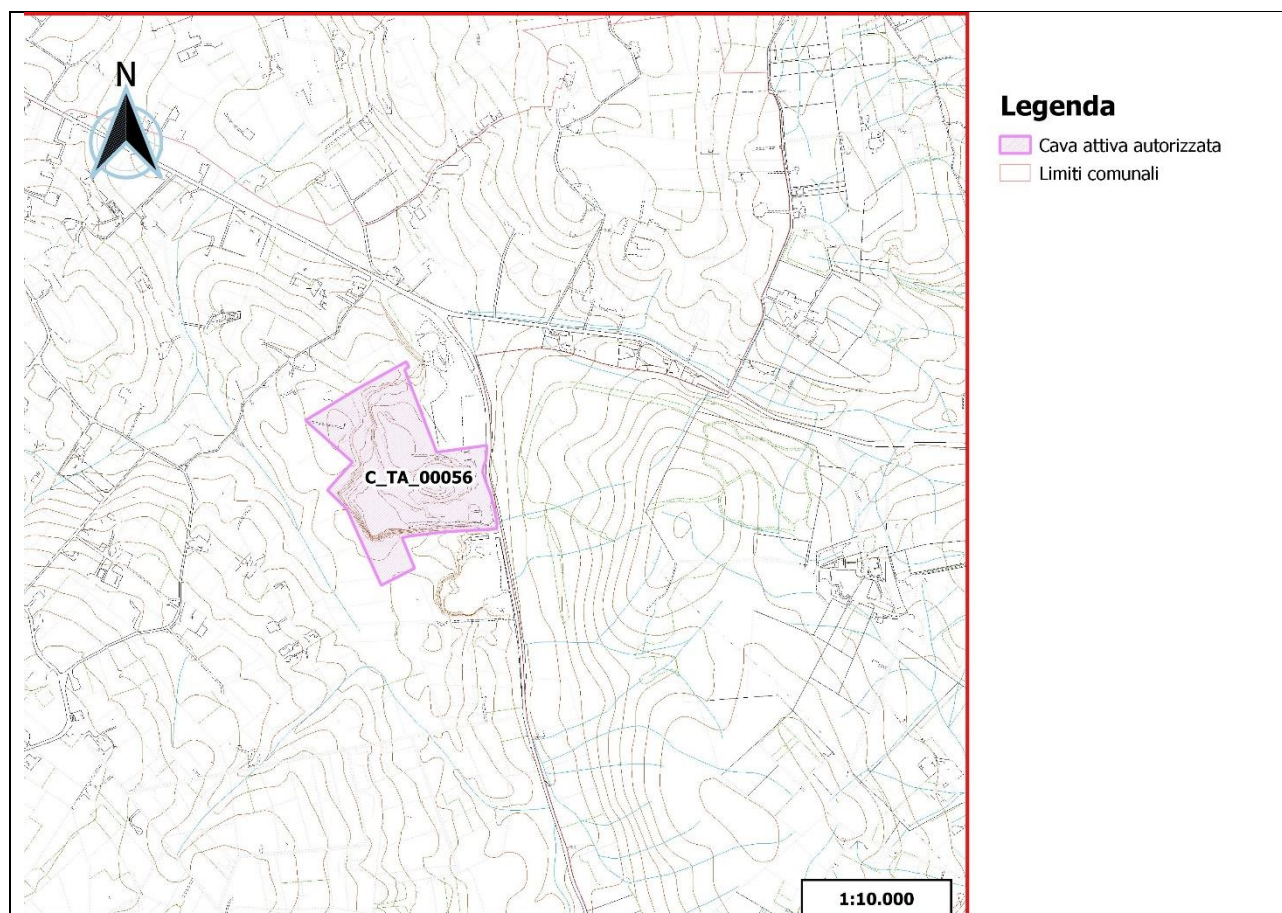 N
Legenda
Cava attiva autorizzata
Limiti comunali
C_TA_00056
1:10.000